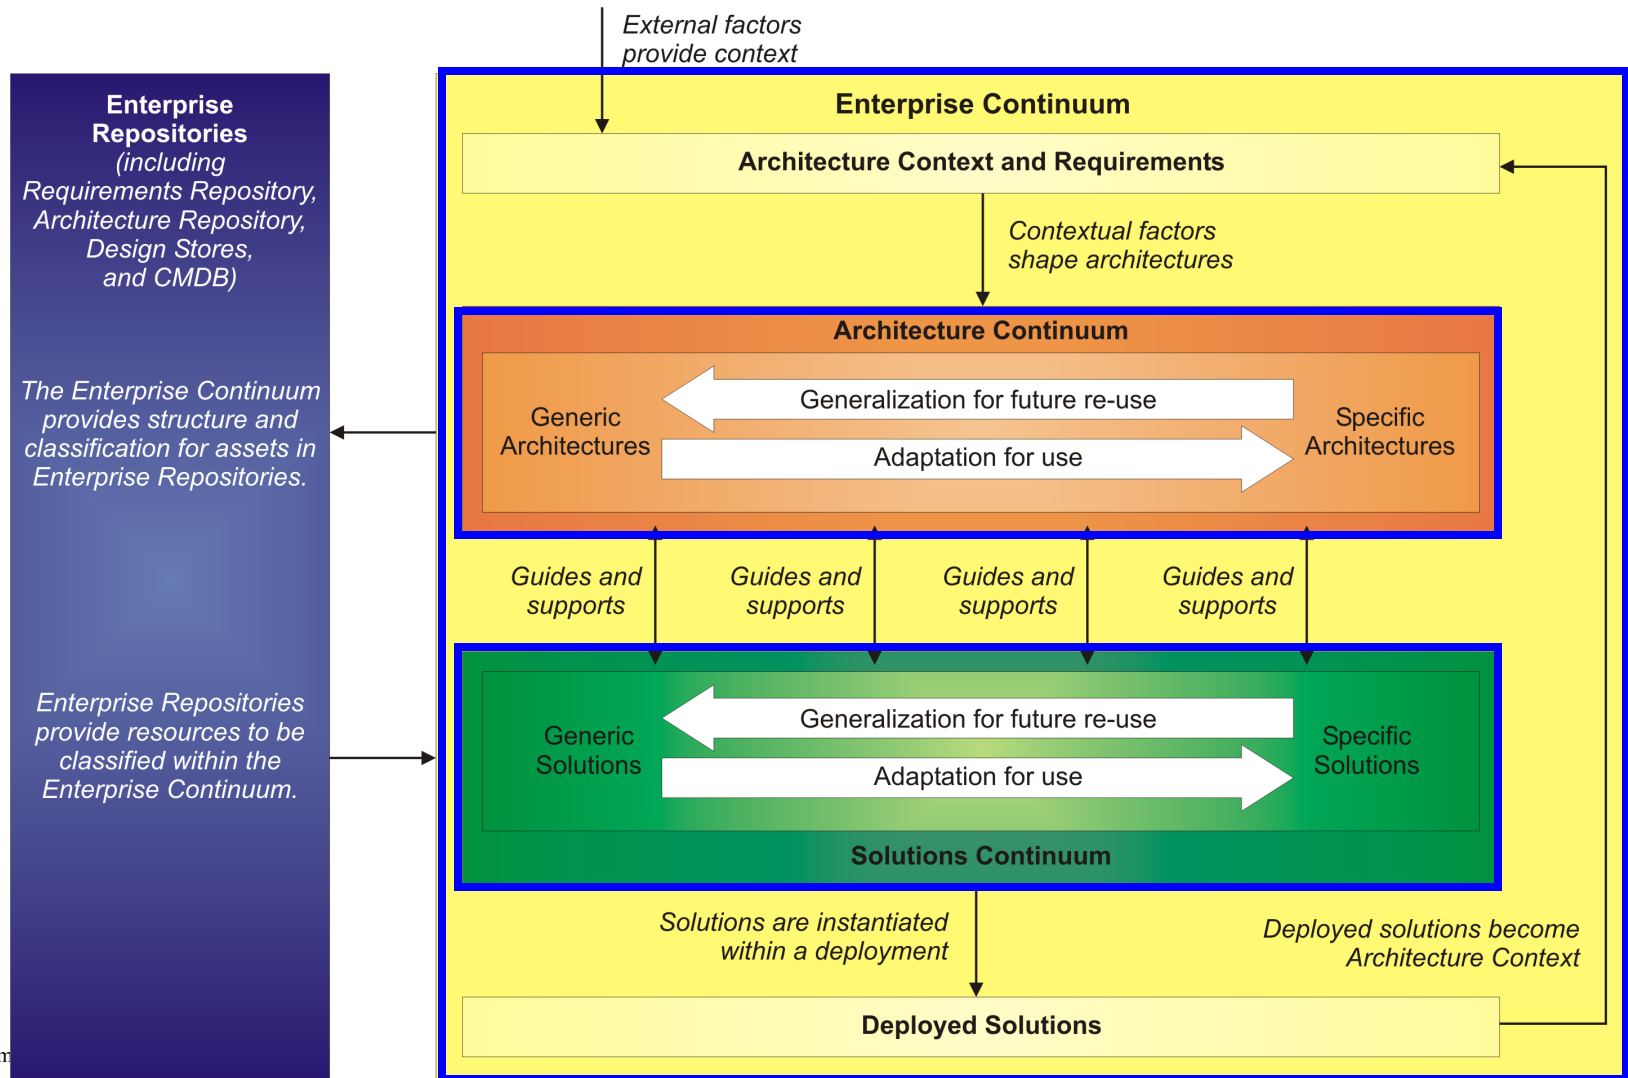 External factors
provide context
Enterprise
Repositories
(including
Requirements Repository,
Architecture Repository,
Design Stores,
and CMDB)
The Enterprise Continuum
provides structure and
classification for assets in
Enterprise Repositories.
Enterprise Repositories
provide resources to be
classified within the
Enterprise Continuum.
m
Enterprise Continuum
Architecture Context and Requirements
Contextual factors
shape architectures
Architecture Continuum
Generic
Architectures
Generalization for future re-use
Adaptation for use
Specific
Architectures
Guides and
supports
Guides and
supports
Guides and
supports
Guides and
supports
Generic
Solutions
Generalization for future re-use
Adaptation for use
Specific
Solutions
Solutions Continuum
Solutions are instantiated
within a deployment
Deployed solutions become
Architecture Context
Deployed Solutions